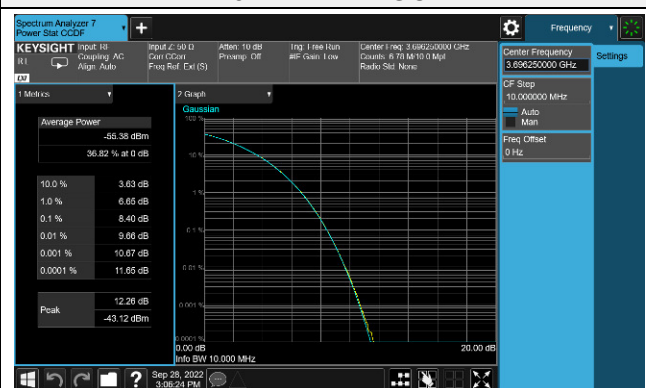 Spectrum Analyzer 7
Power Stat CCDF
Frequency
KEYSIGHT
Input: RF
Coupling: AC
Align: Auto
Input Z: 50 Ω
Corr CCorr
Freq Ref: Ext (S)
Atten: 10 dB
Preamp: Off
Trig: Free Run
#IF Gain: Low
Center Freq: 3.696250000 GHz
Counts: 6.78 M/10.0 Mpt
Radio Std: None
Center Frequency
3.696250000 GHz
Settings
CF Step
10.000000 MHz
Auto
Man
Freq Offset
0 Hz
1 Metrics
2 Graph
Gaussian
Average Power
-55.38 dBm
36.82 % at 0 dB
10.0 % 3.63 dB
1.0 % 6.65 dB
0.1 % 8.40 dB
0.01 % 9.66 dB
0.001 % 10.67 dB
0.0001 % 11.65 dB
Peak
12.26 dB
-43.12 dBm
100 %
10 %
1 %
0.1 %
0.01 %
0.001 %
0.0001 %
0.00 dB
20.00 dB
Info BW 10.000 MHz
Sep 28, 2022
3:06:24 PM